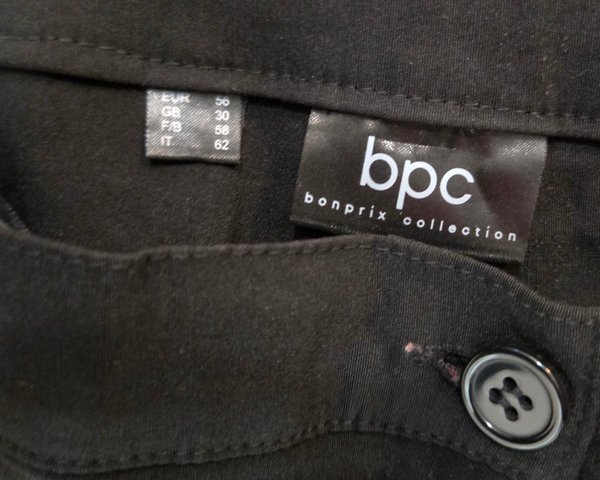 EUR 56
GB 30
F/B 58
IT 62
bpc
bonprix collection